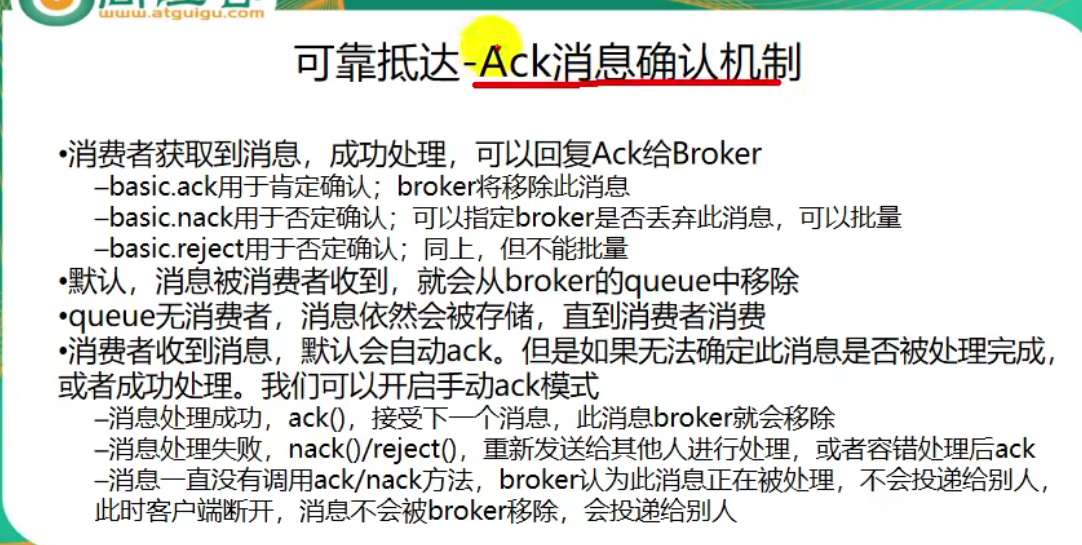 www.atguigu.com
可靠抵达-Ack消息确认机制
•消费者获取到消息，成功处理，可以回复Ack给Broker
–basic.ack用于肯定确认；broker将移除此消息
–basic.nack用于否定确认；可以指定broker是否丢弃此消息，可以批量
–basic.reject用于否定确认；同上，但不能批量
•默认，消息被消费者收到，就会从broker的queue中移除
•queue无消费者，消息依然会被存储，直到消费者消费
•消费者收到消息，默认会自动ack。但是如果无法确定此消息是否被处理完成，
或者成功处理。我们可以开启手动ack模式
–消息处理成功，ack()，接受下一个消息，此消息broker就会移除
–消息处理失败，nack()/reject()，重新发送给其他人进行处理，或者容错处理后ack
–消息一直没有调用ack/nack方法，broker认为此消息正在被处理，不会投递给别人，
此时客户端断开，消息不会被broker移除，会投递给别人